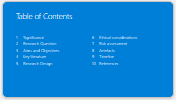 Table of Contents
1 Significance
2 Research Question
3 Aims and Objectives
4 Key literature
5 Research Design
6 Ethical considerations
7 Risk assessment
8 Artefacts
9 Timeline
10 References